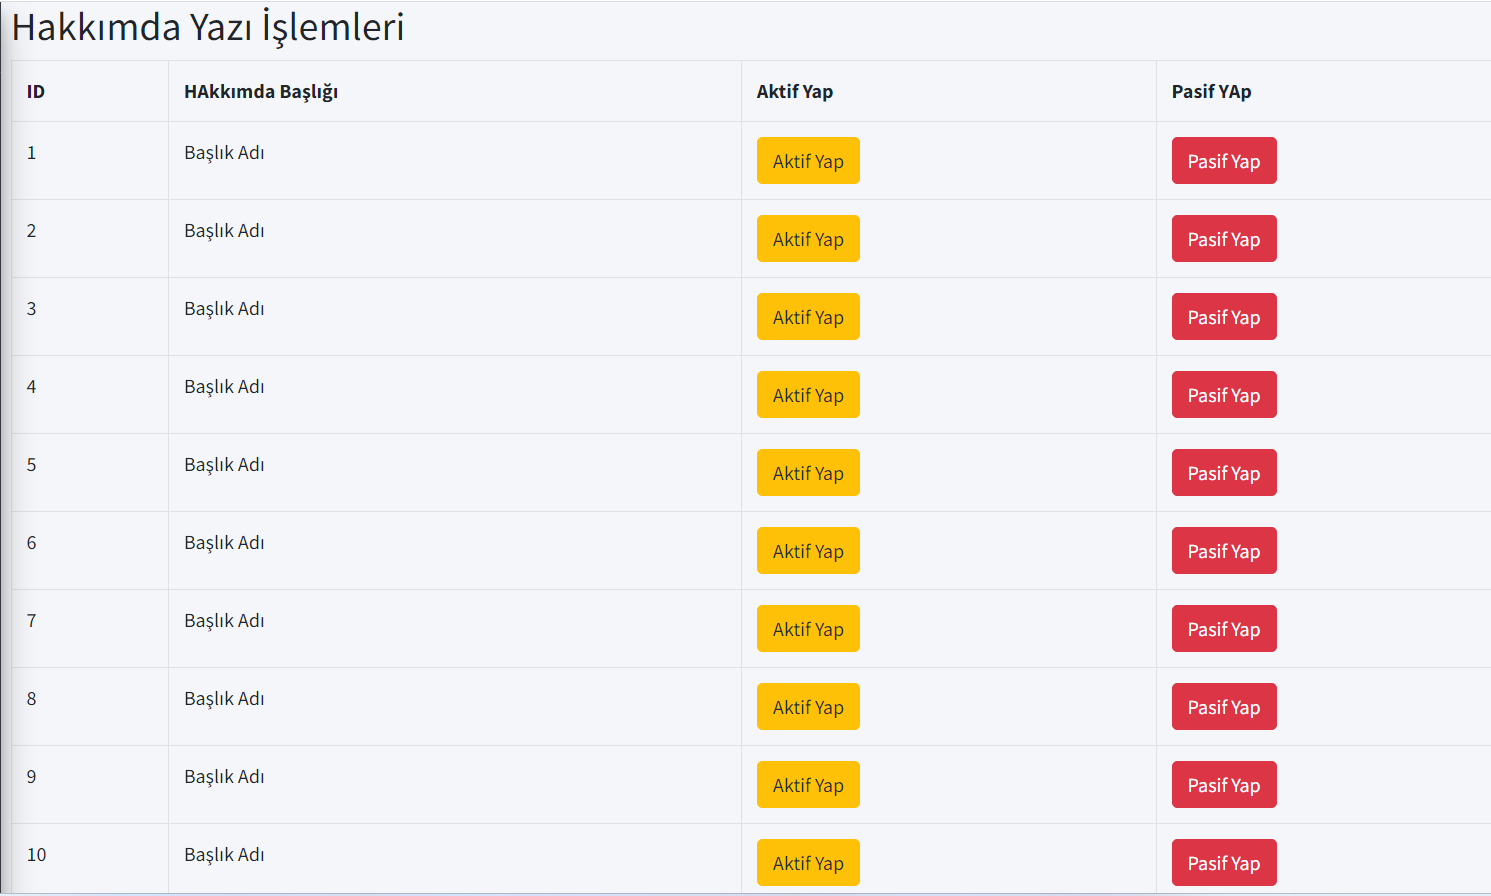 Hakkımda Yazı İşlemleri
ID HAkkımda Başlığı Aktif Yap Pasif YAp
1 Başlık Adı Aktif Yap Pasif Yap
2 Başlık Adı Aktif Yap Pasif Yap
3 Başlık Adı Aktif Yap Pasif Yap
4 Başlık Adı Aktif Yap Pasif Yap
5 Başlık Adı Aktif Yap Pasif Yap
6 Başlık Adı Aktif Yap Pasif Yap
7 Başlık Adı Aktif Yap Pasif Yap
8 Başlık Adı Aktif Yap Pasif Yap
9 Başlık Adı Aktif Yap Pasif Yap
10 Başlık Adı Aktif Yap Pasif Yap